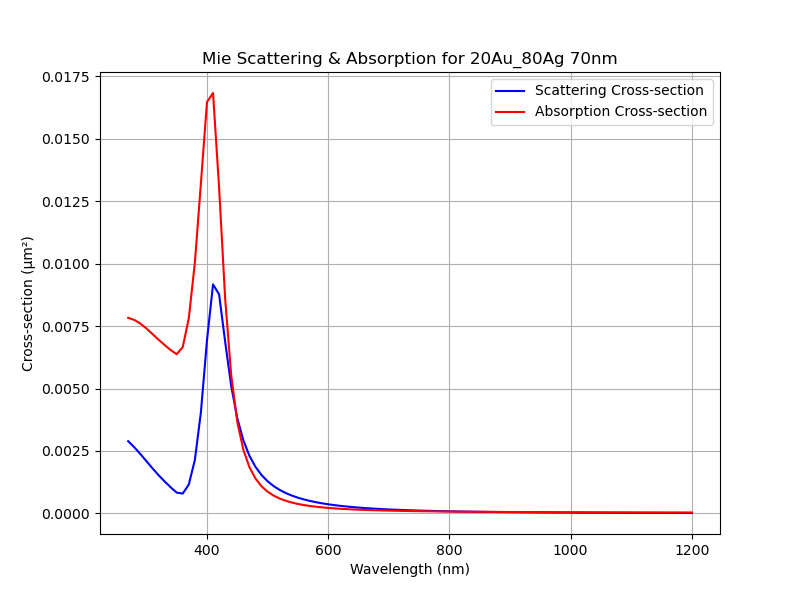 Mie Scattering & Absorption for 20Au_80Ag 70nm
Scattering Cross-section
Absorption Cross-section
0.0175
0.0150
0.0125
0.0100
0.0075
0.0050
0.0025
0.0000
Cross-section (µm²)
400 600 800 1000 1200
Wavelength (nm)